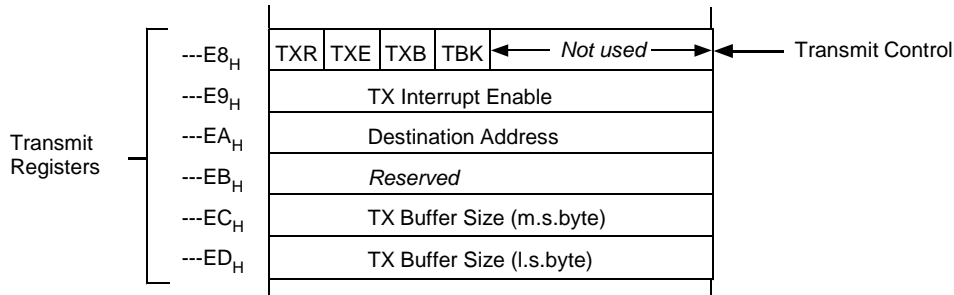 ---E8H TXR TXE TXB TBK Not used Transmit Control
---E9H TX Interrupt Enable
---EAH Destination Address
Transmit
Registers
---EBH Reserved
---ECH TX Buffer Size (m.s.byte)
---EDH TX Buffer Size (l.s.byte)